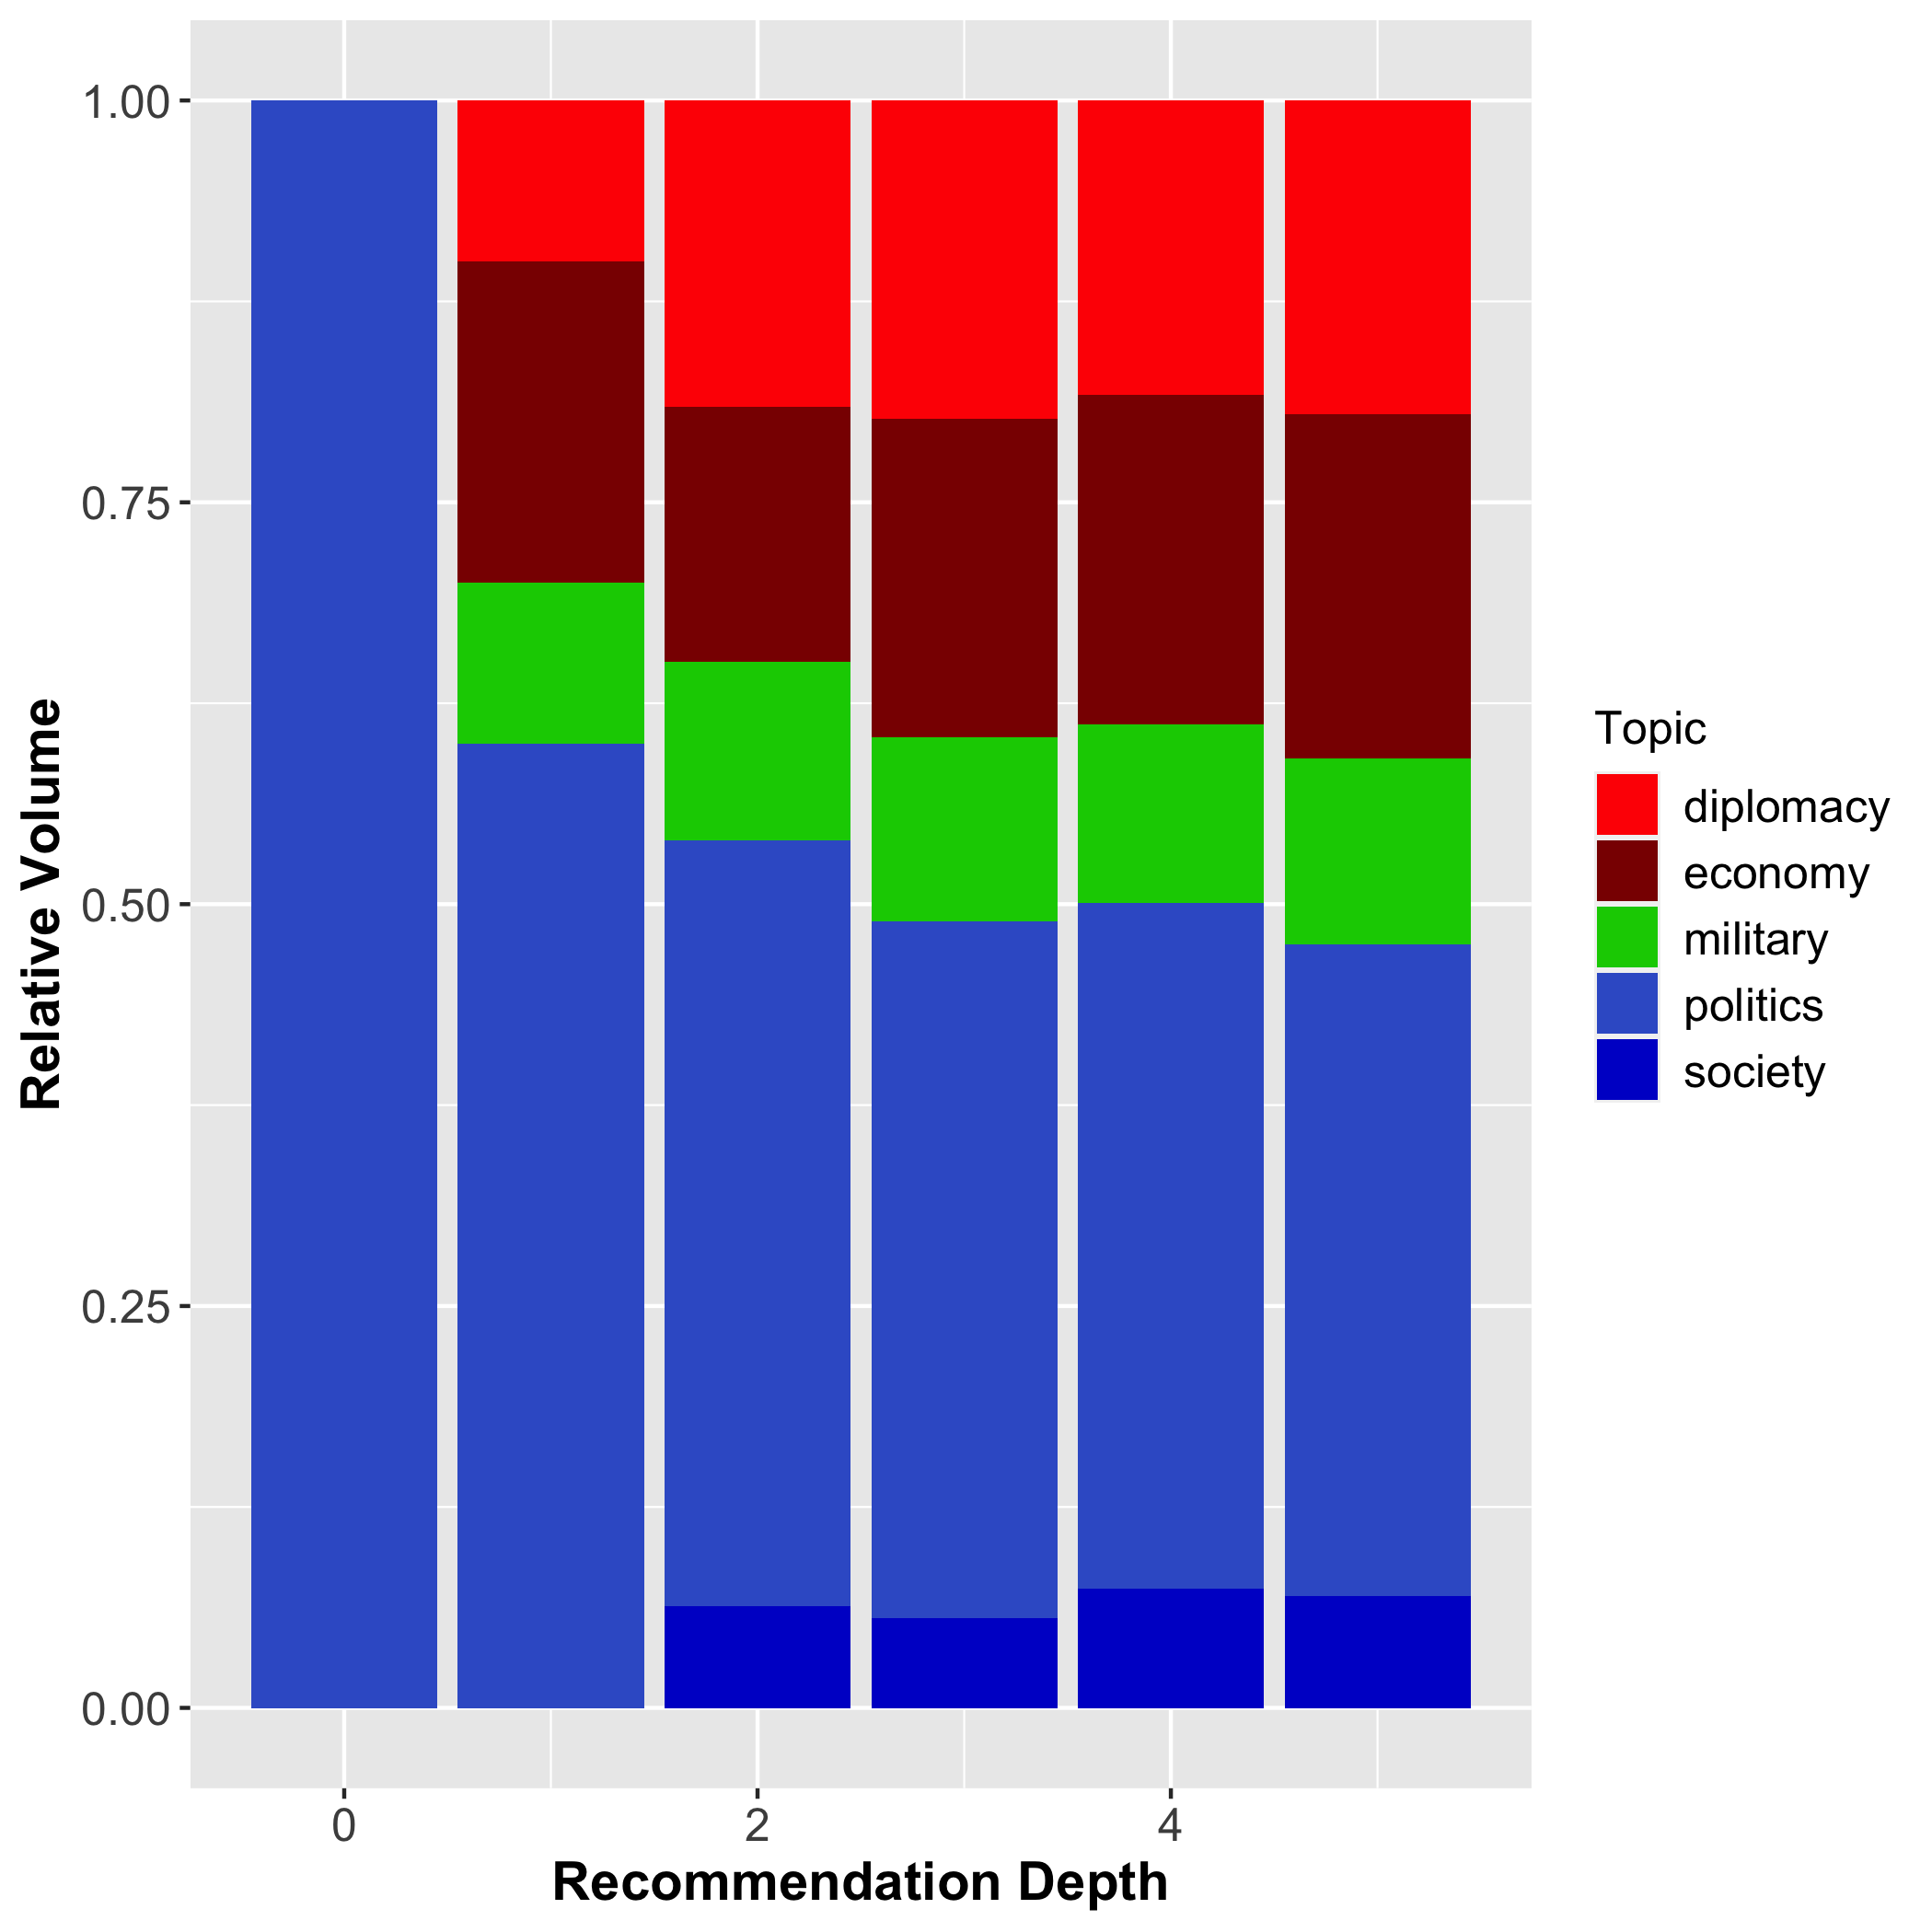 Relative Volume
1.00
0.75
0.50
0.25
0.00
0
2
4
Recommendation Depth
Topic
diplomacy
economy
military
politics
society